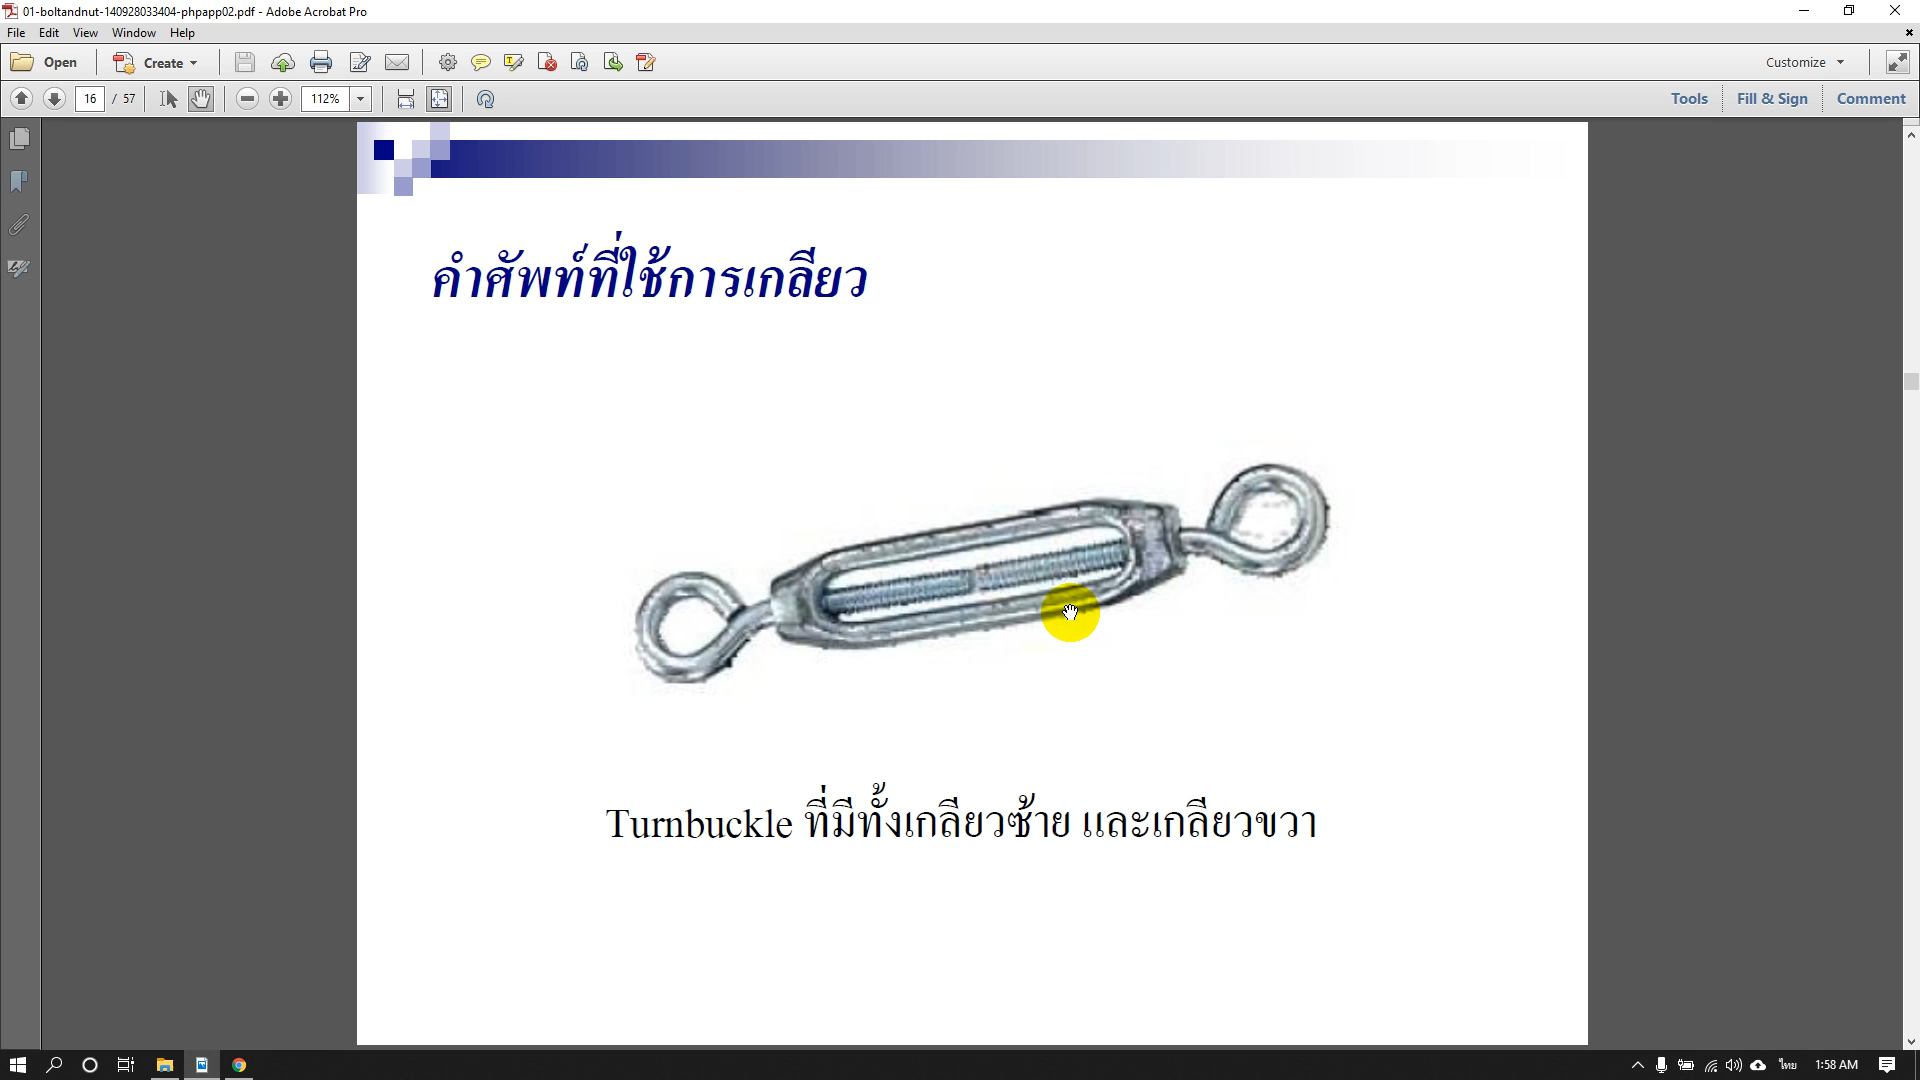 01-boltandnut-140928033404-phpapp02.pdf - Adobe Acrobat Pro
File Edit View Window Help
Open Create Customize
16 / 57 112% Tools Fill & Sign Comment
คำศัพท์ที่ใช้การเกลียว
Turnbuckle ที่มีทั้งเกลียวซ้าย และเกลียวขวา
ไทย 1:58 AM